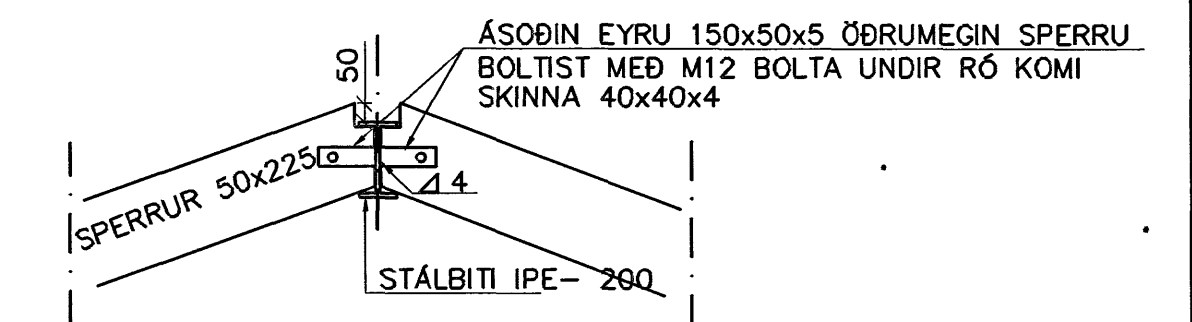 ÁSOÐIN EYRU 150x50x5 ÖÐRUMEGIN SPERRU
BOLTIST MEÐ M12 BOLTA UNDIR RÓ KOMI
SKINNA 40x40x4
50
SPERRUR 50x225
4
STÁLBITI IPE- 200